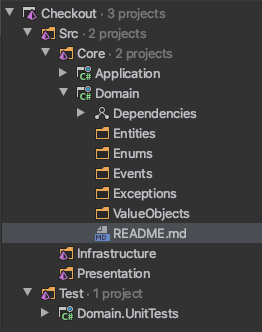 Checkout · 3 projects
Src · 2 projects
Core · 2 projects
C# Application
C# Domain
Dependencies
Entities
Enums
Events
Exceptions
ValueObjects
MD README.md
Infrastructure
Presentation
Test · 1 project
C# Domain.UnitTests